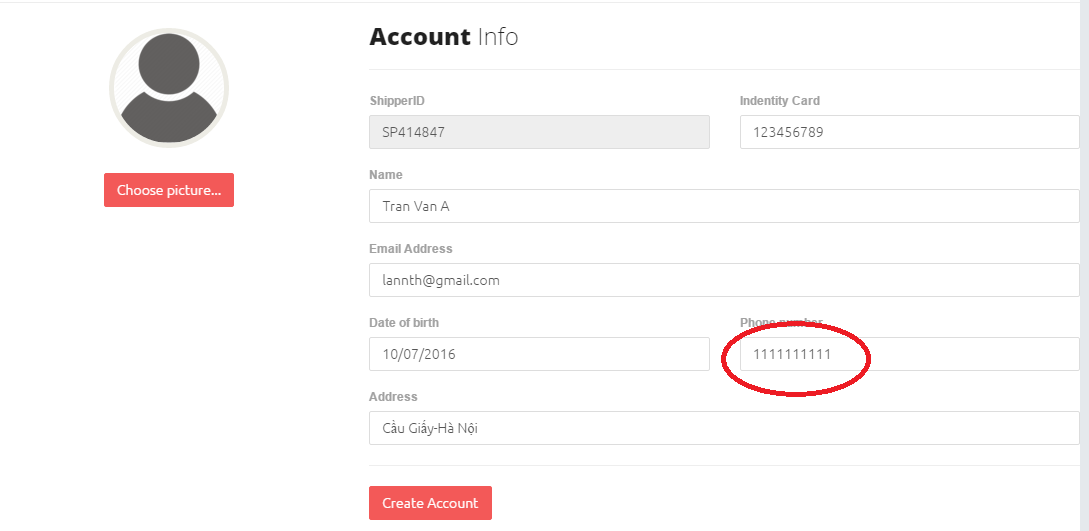 Account Info
ShipperID
Indentity Card
SP414847
123456789
Choose picture...
Name
Tran Van A
Email Address
lannth@gmail.com
Date of birth
Phone number
10/07/2016
1111111111
Address
Cầu Giấy-Hà Nội
Create Account